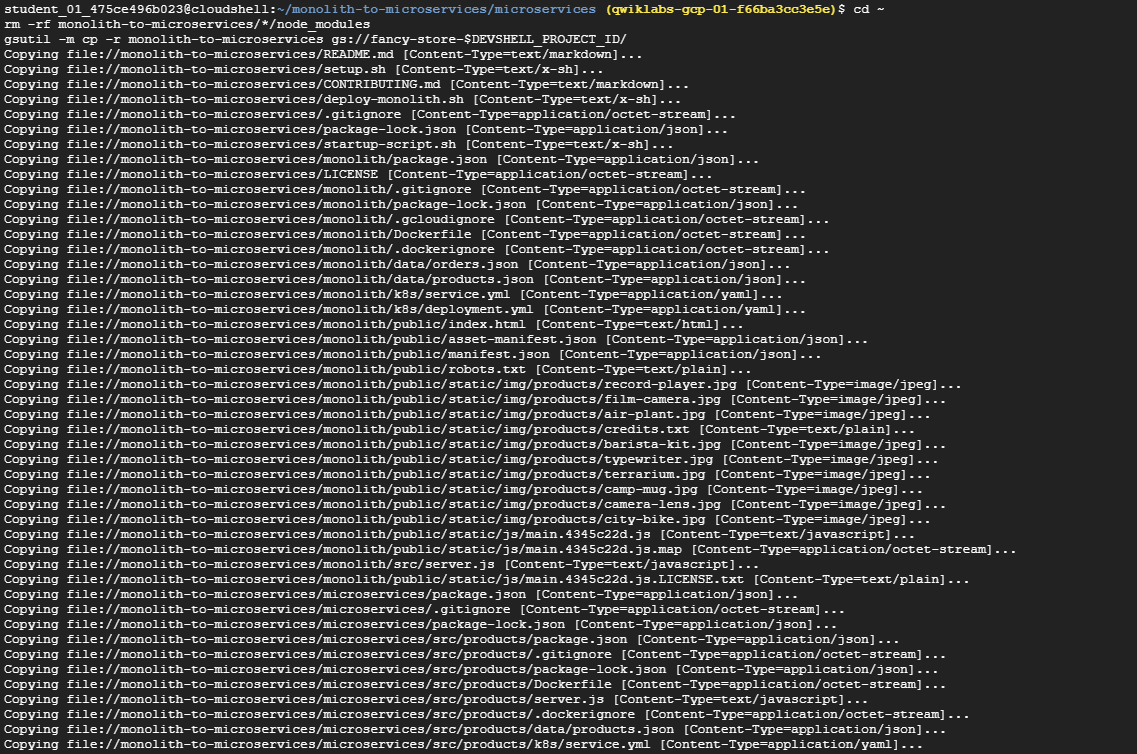 student_01_475ce496b023@cloudshell:~/monolith-to-microservices/microservices (qwiklabs-gcp-01-f66ba3cc3e5e)$ cd ~
rm -rf monolith-to-microservices/*/node_modules
gsutil -m cp -r monolith-to-microservices gs://fancy-store-$DEVSHELL_PROJECT_ID/
Copying file://monolith-to-microservices/README.md [Content-Type=text/markdown]...
Copying file://monolith-to-microservices/setup.sh [Content-Type=text/x-sh]...
Copying file://monolith-to-microservices/CONTRIBUTING.md [Content-Type=text/markdown]...
Copying file://monolith-to-microservices/deploy-monolith.sh [Content-Type=text/x-sh]...
Copying file://monolith-to-microservices/.gitignore [Content-Type=application/octet-stream]...
Copying file://monolith-to-microservices/package-lock.json [Content-Type=application/json]...
Copying file://monolith-to-microservices/startup-script.sh [Content-Type=text/x-sh]...
Copying file://monolith-to-microservices/monolith/package.json [Content-Type=application/json]...
Copying file://monolith-to-microservices/LICENSE [Content-Type=application/octet-stream]...
Copying file://monolith-to-microservices/monolith/.gitignore [Content-Type=application/octet-stream]...
Copying file://monolith-to-microservices/monolith/package-lock.json [Content-Type=application/json]...
Copying file://monolith-to-microservices/monolith/.gcloudignore [Content-Type=application/octet-stream]...
Copying file://monolith-to-microservices/monolith/Dockerfile [Content-Type=application/octet-stream]...
Copying file://monolith-to-microservices/monolith/.dockerignore [Content-Type=application/octet-stream]...
Copying file://monolith-to-microservices/monolith/data/orders.json [Content-Type=application/json]...
Copying file://monolith-to-microservices/monolith/data/products.json [Content-Type=application/json]...
Copying file://monolith-to-microservices/monolith/k8s/service.yml [Content-Type=application/yaml]...
Copying file://monolith-to-microservices/monolith/k8s/deployment.yml [Content-Type=application/yaml]...
Copying file://monolith-to-microservices/monolith/public/index.html [Content-Type=text/html]...
Copying file://monolith-to-microservices/monolith/public/asset-manifest.json [Content-Type=application/json]...
Copying file://monolith-to-microservices/monolith/public/manifest.json [Content-Type=application/json]...
Copying file://monolith-to-microservices/monolith/public/robots.txt [Content-Type=text/plain]...
Copying file://monolith-to-microservices/monolith/public/static/img/products/record-player.jpg [Content-Type=image/jpeg]...
Copying file://monolith-to-microservices/monolith/public/static/img/products/film-camera.jpg [Content-Type=image/jpeg]...
Copying file://monolith-to-microservices/monolith/public/static/img/products/air-plant.jpg [Content-Type=image/jpeg]...
Copying file://monolith-to-microservices/monolith/public/static/img/products/credits.txt [Content-Type=text/plain]...
Copying file://monolith-to-microservices/monolith/public/static/img/products/barista-kit.jpg [Content-Type=image/jpeg]...
Copying file://monolith-to-microservices/monolith/public/static/img/products/typewriter.jpg [Content-Type=image/jpeg]...
Copying file://monolith-to-microservices/monolith/public/static/img/products/terrarium.jpg [Content-Type=image/jpeg]...
Copying file://monolith-to-microservices/monolith/public/static/img/products/camp-mug.jpg [Content-Type=image/jpeg]...
Copying file://monolith-to-microservices/monolith/public/static/img/products/camera-lens.jpg [Content-Type=image/jpeg]...
Copying file://monolith-to-microservices/monolith/public/static/img/products/city-bike.jpg [Content-Type=image/jpeg]...
Copying file://monolith-to-microservices/monolith/public/static/js/main.4345c22d.js [Content-Type=text/javascript]...
Copying file://monolith-to-microservices/monolith/public/static/js/main.4345c22d.js.map [Content-Type=application/octet-stream]...
Copying file://monolith-to-microservices/monolith/src/server.js [Content-Type=text/javascript]...
Copying file://monolith-to-microservices/monolith/public/static/js/main.4345c22d.js.LICENSE.txt [Content-Type=text/plain]...
Copying file://monolith-to-microservices/microservices/package.json [Content-Type=application/json]...
Copying file://monolith-to-microservices/microservices/.gitignore [Content-Type=application/octet-stream]...
Copying file://monolith-to-microservices/microservices/package-lock.json [Content-Type=application/json]...
Copying file://monolith-to-microservices/microservices/src/products/package.json [Content-Type=application/json]...
Copying file://monolith-to-microservices/microservices/src/products/.gitignore [Content-Type=application/octet-stream]...
Copying file://monolith-to-microservices/microservices/src/products/package-lock.json [Content-Type=application/json]...
Copying file://monolith-to-microservices/microservices/src/products/Dockerfile [Content-Type=application/octet-stream]...
Copying file://monolith-to-microservices/microservices/src/products/server.js [Content-Type=text/javascript]...
Copying file://monolith-to-microservices/microservices/src/products/.dockerignore [Content-Type=application/octet-stream]...
Copying file://monolith-to-microservices/microservices/src/products/data/products.json [Content-Type=application/json]...
Copying file://monolith-to-microservices/microservices/src/products/k8s/service.yml [Content-Type=application/yaml]...